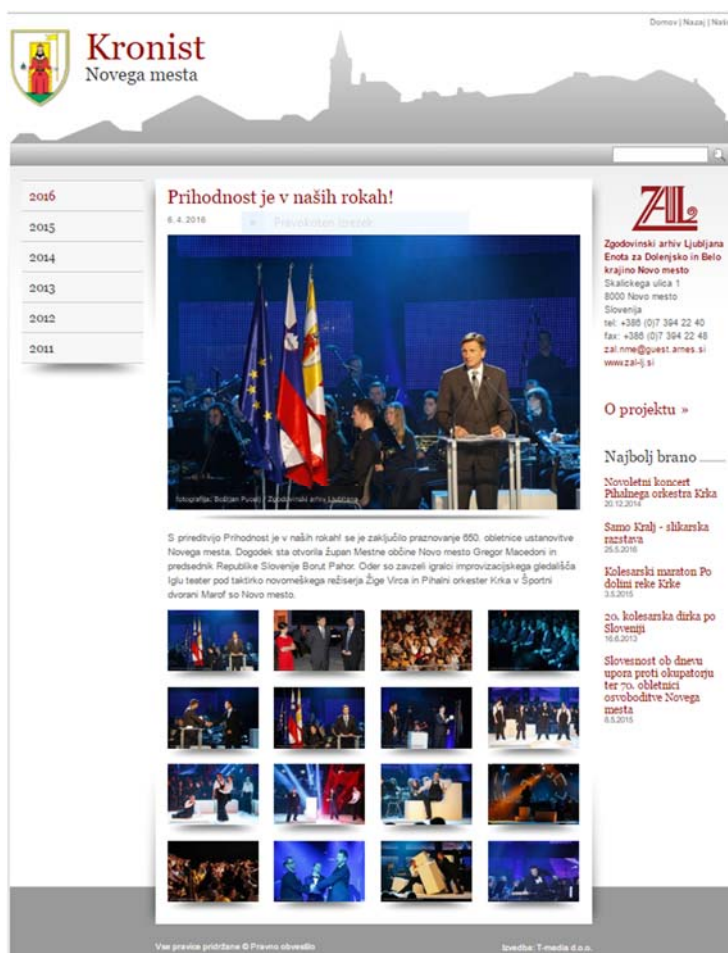 Domov | Nazaj |
Kronist
Novega mesta
2016
2015
2014
2013
2012
2011
Prihodnost je v naših rokah!
6. 4. 2016
Pravokoten izrezek
fotografija: Boštjan Pucelj / Zgodovinski arhiv Ljubljana
S prireditvijo Prihodnost je v naših rokah! se je zaključilo praznovanje 650. obletnice ustanovitve
Novega mesta. Dogodek sta otvorila župan Mestne občine Novo mesto Gregor Macedoni in
predsednik Republike Slovenije Borut Pahor. Oder so zavzeli igralci improvizacijskega gledališča
Iglu teater pod taktirko novomeškega režiserja Žige Virca in Pihalni orkester Krka v Športni
dvorani Marof so Novo mesto.
ZAL
Zgodovinski arhiv Ljubljana
Enota za Dolenjsko in Belo
krajino Novo mesto
Skalickega ulica 1
8000 Novo mesto
Slovenija
tel: +386 (0)7 394 22 40
fax: +386 (0)7 394 22 48
zal.nme@guest.arnes.si
www.zal-lj.si
O projektu »
Najbolj brano
Novoletni koncert
Pihalnega orkestra Krka
20.12.2014
Samo Kralj - slikarska
razstava
26.5.2016
Kolesarski maraton Po
dolini reke Krke
3.5.2015
20. kolesarska dirka po
Sloveniji
16.6.2013
Slovesnost ob dnevu
upora proti okupatorju
ter 70. obletnici
osvoboditve Novega
mesta
8.5.2015
Vse pravice pridržane © Pravno obvestilo
Izvedba: T-media d.o.o.